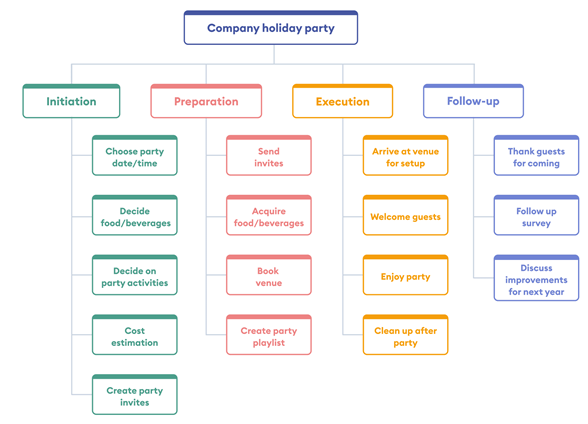 Company holiday party
Initiation
Preparation
Execution
Follow-up
Choose party
date/time
Decide
food/beverages
Decide on
party activities
Cost
estimation
Create party
invites
Send
invites
Acquire
food/beverages
Book
venue
Create party
playlist
Arrive at venue
for setup
Welcome guests
Enjoy party
Clean up after
party
Thank guests
for coming
Follow up
survey
Discuss
improvements
for next year